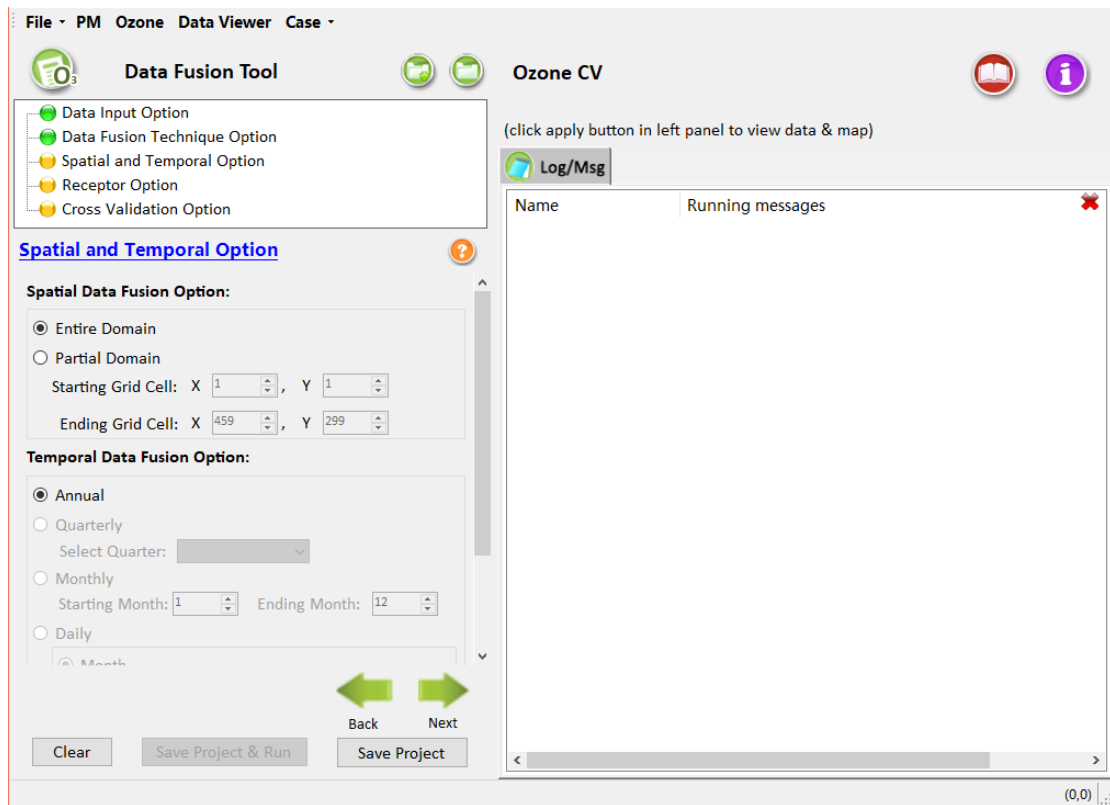 File PM Ozone Data Viewer Case
O3
Data Fusion Tool
Data Input Option
Data Fusion Technique Option
Spatial and Temporal Option
Receptor Option
Cross Validation Option
Spatial and Temporal Option ?
Spatial Data Fusion Option:
Entire Domain
Partial Domain
Starting Grid Cell: X 1 , Y 1
Ending Grid Cell: X 459 , Y 299
Temporal Data Fusion Option:
Annual
Quarterly
Select Quarter:
Monthly
Starting Month: 1 Ending Month: 12
Daily
Month
Back Next
Clear Save Project & Run Save Project
Ozone CV
i
(click apply button in left panel to view data & map)
Log/Msg
Name Running messages
(0,0)